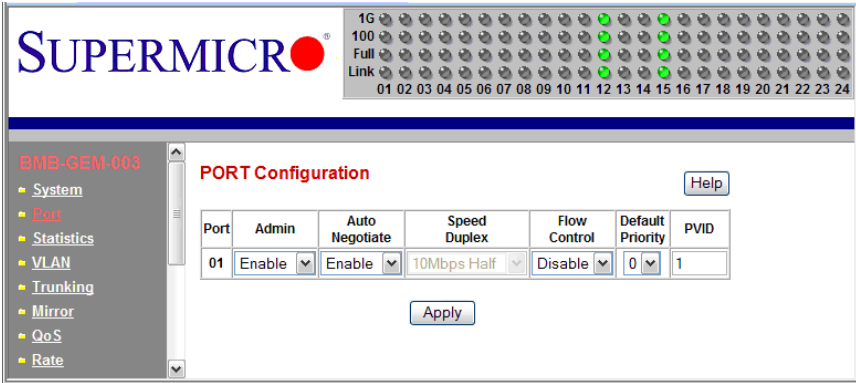 SUPERMICRO®
1G
100
Full
Link
01 02 03 04 05 06 07 08 09 10 11 12 13 14 15 16 17 18 19 20 21 22 23 24
BMB-GEM-003
System
Port
Statistics
VLAN
Trunking
Mirror
QoS
Rate
PORT Configuration
Help
Port Admin Auto Negotiate Speed Duplex Flow Control Default Priority PVID
01 Enable Enable 10Mbps Half Disable 0 1
Apply